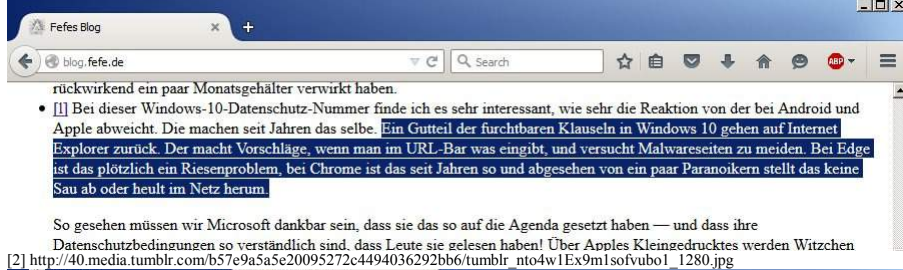 Fefes Blog
blog.fefe.de
Search
ABP
rückwirkend ein paar Monatsgehälter verwirkt haben.
[l] Bei dieser Windows-10-Datenschutz-Nummer finde ich es sehr interessant, wie sehr die Reaktion von der bei Android und
Apple abweicht. Die machen seit Jahren das selbe. Ein Gutteil der furchtbaren Klauseln in Windows 10 gehen auf Internet
Explorer zurück. Der macht Vorschläge, wenn man im URL-Bar was eingibt, und versucht Malwareseiten zu meiden. Bei Edge
ist das plötzlich ein Riesenproblem, bei Chrome ist das seit Jahren so und abgesehen von ein paar Paranoikern stellt das keine
Sau ab oder heult im Netz herum.
So gesehen müssen wir Microsoft dankbar sein, dass sie das so auf die Agenda gesetzt haben — und dass ihre
Datenschutzbedingungen so verständlich sind, dass Leute sie gelesen haben! Über Apples Kleingedrucktes werden Witzchen
[2] http://40.media.tumblr.com/b57e9a5a5e20095272c4494036292bb6/tumblr_nto4w1Ex9m1sofvubo1_1280.jpg